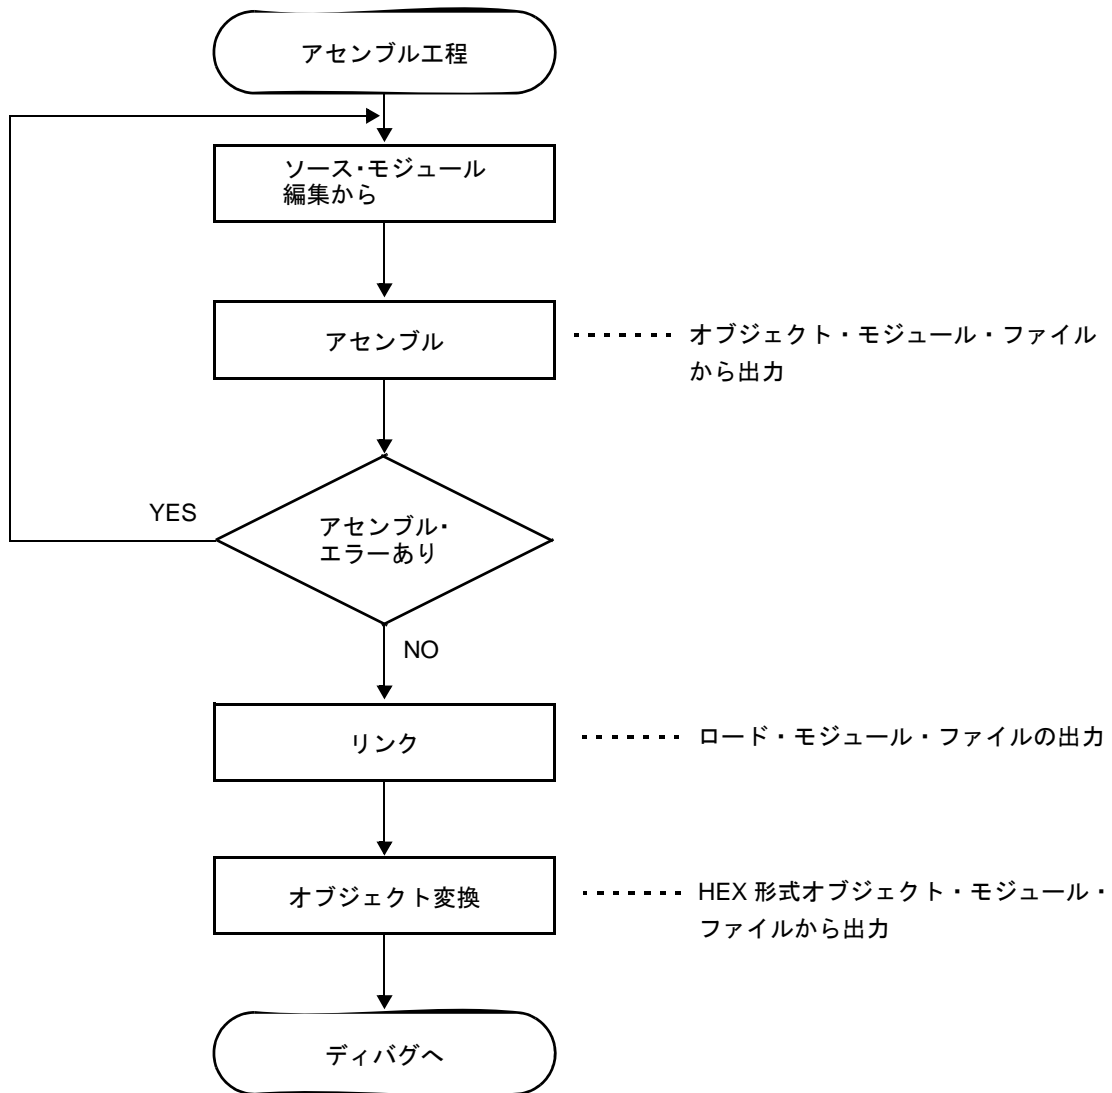 アセンブル工程
ソース・モジュール
編集から
アセンブル
オブジェクト・モジュール・ファイル
から出力
YES
アセンブル・
エラーあり
NO
リンク
ロード・モジュール・ファイルの出力
オブジェクト変換
HEX 形式オブジェクト・モジュール・
ファイルから出力
ディバグへ